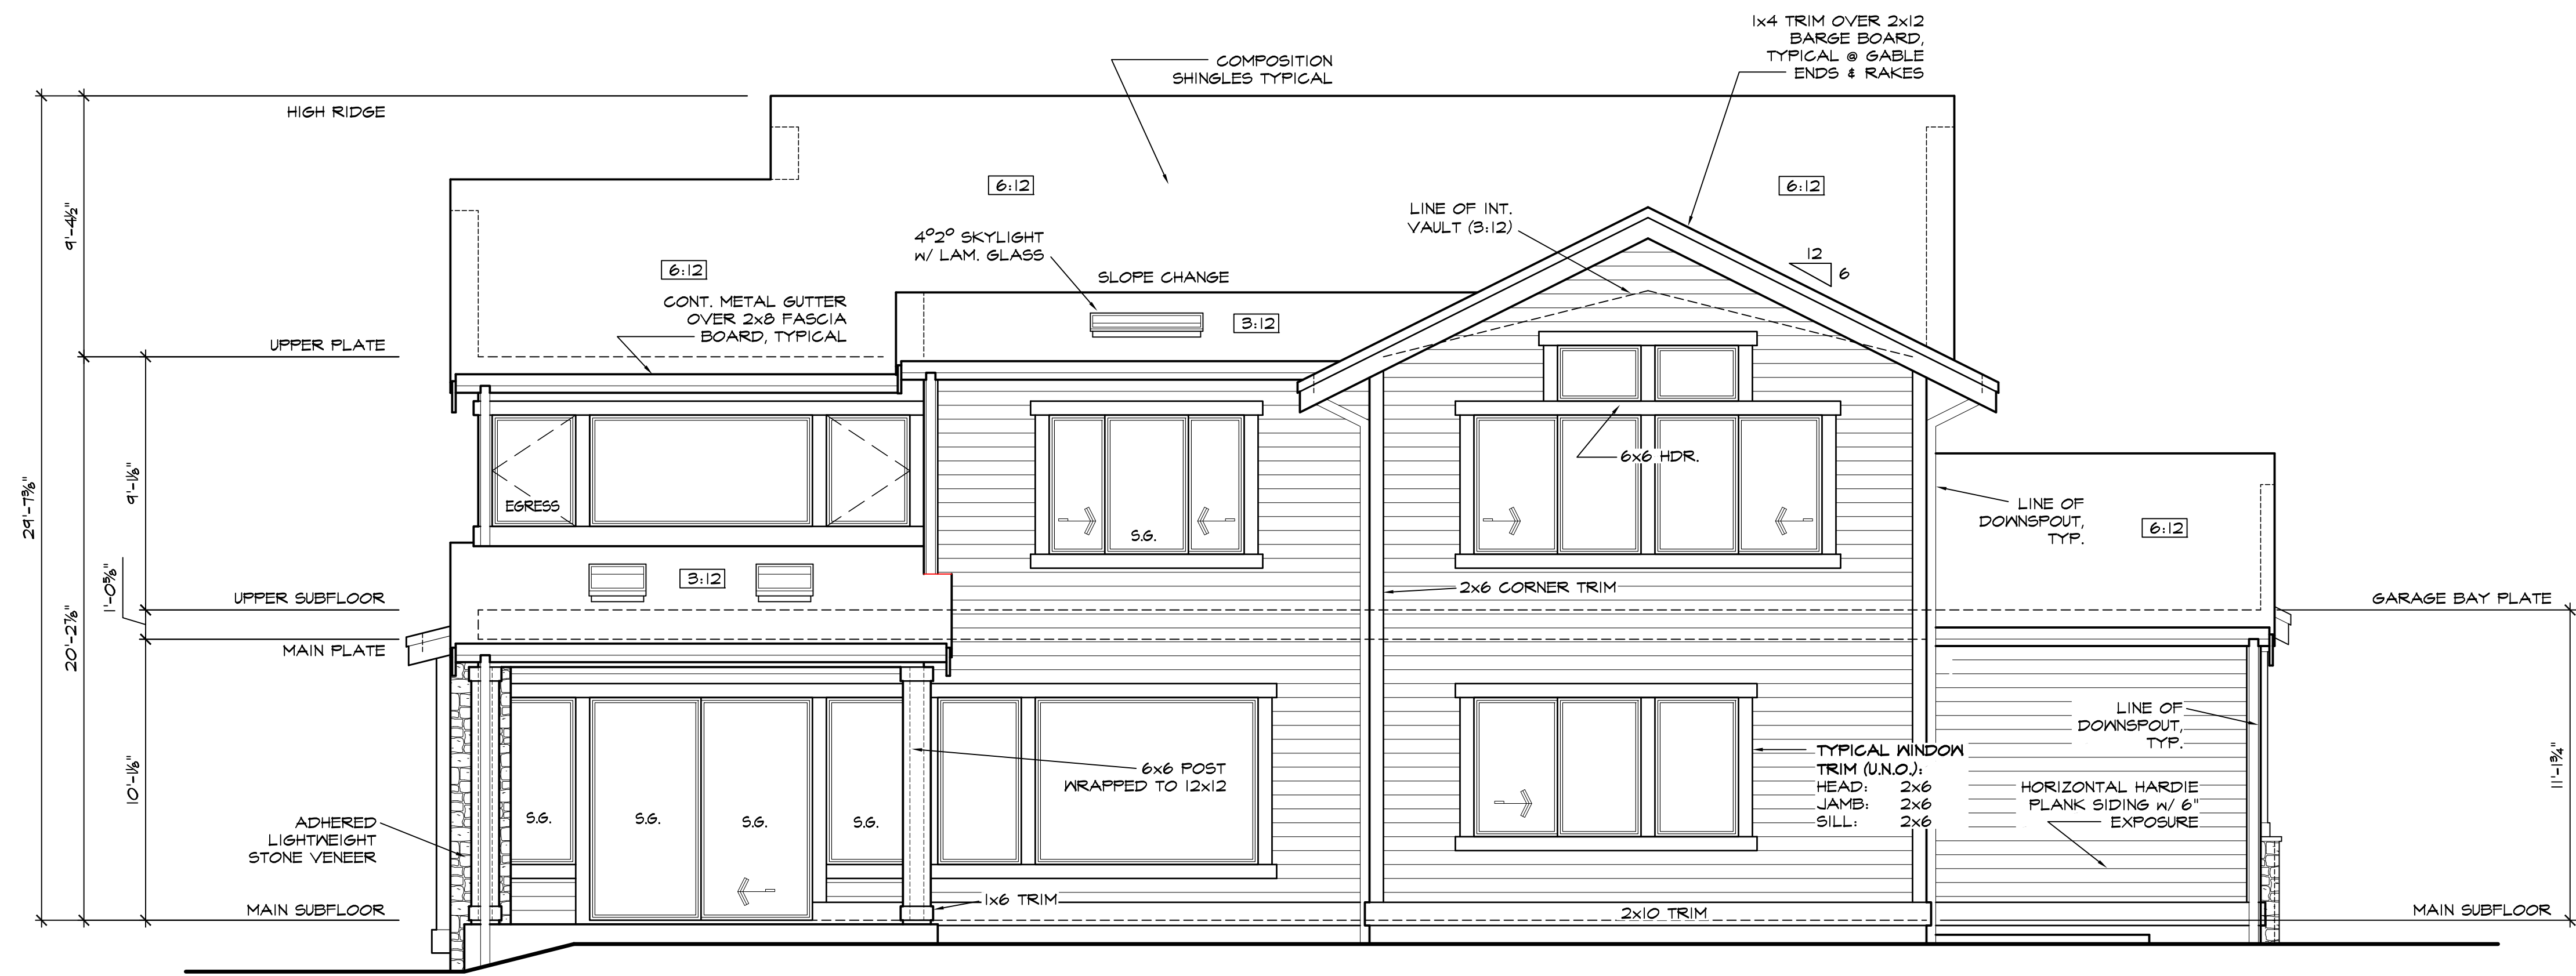 1x4 TRIM OVER 2x12
BARGE BOARD,
TYPICAL @ GABLE
ENDS & RAKES
COMPOSITION
SHINGLES TYPICAL
HIGH RIDGE
6:12
6:12
LINE OF INT.
VAULT (3:12)
4⁰2⁰ SKYLIGHT
W/ LAM. GLASS
12
6
9'-4½"
6:12
SLOPE CHANGE
CONT. METAL GUTTER
OVER 2x8 FASCIA
BOARD, TYPICAL
3:12
UPPER PLATE
6x6 HDR.
9'-1⅛"
29'-7⅜"
EGRESS
S.G.
LINE OF
DOWNSPOUT,
TYP.
6:12
1'-0⅝"
3:12
2x6 CORNER TRIM
UPPER SUBFLOOR
GARAGE BAY PLATE
20'-2⅞"
MAIN PLATE
LINE OF
DOWNSPOUT,
TYP.
10'-1⅛"
6x6 POST
WRAPPED TO 12x12
TYPICAL WINDOW
TRIM (U.N.O.):
HEAD: 2x6
JAMB: 2x6
SILL: 2x6
11'-1¾"
HORIZONTAL HARDIE
PLANK SIDING W/ 6"
EXPOSURE
ADHERED
LIGHTWEIGHT
STONE VENEER
S.G.
S.G.
S.G.
S.G.
1x6 TRIM
MAIN SUBFLOOR
2x10 TRIM
MAIN SUBFLOOR